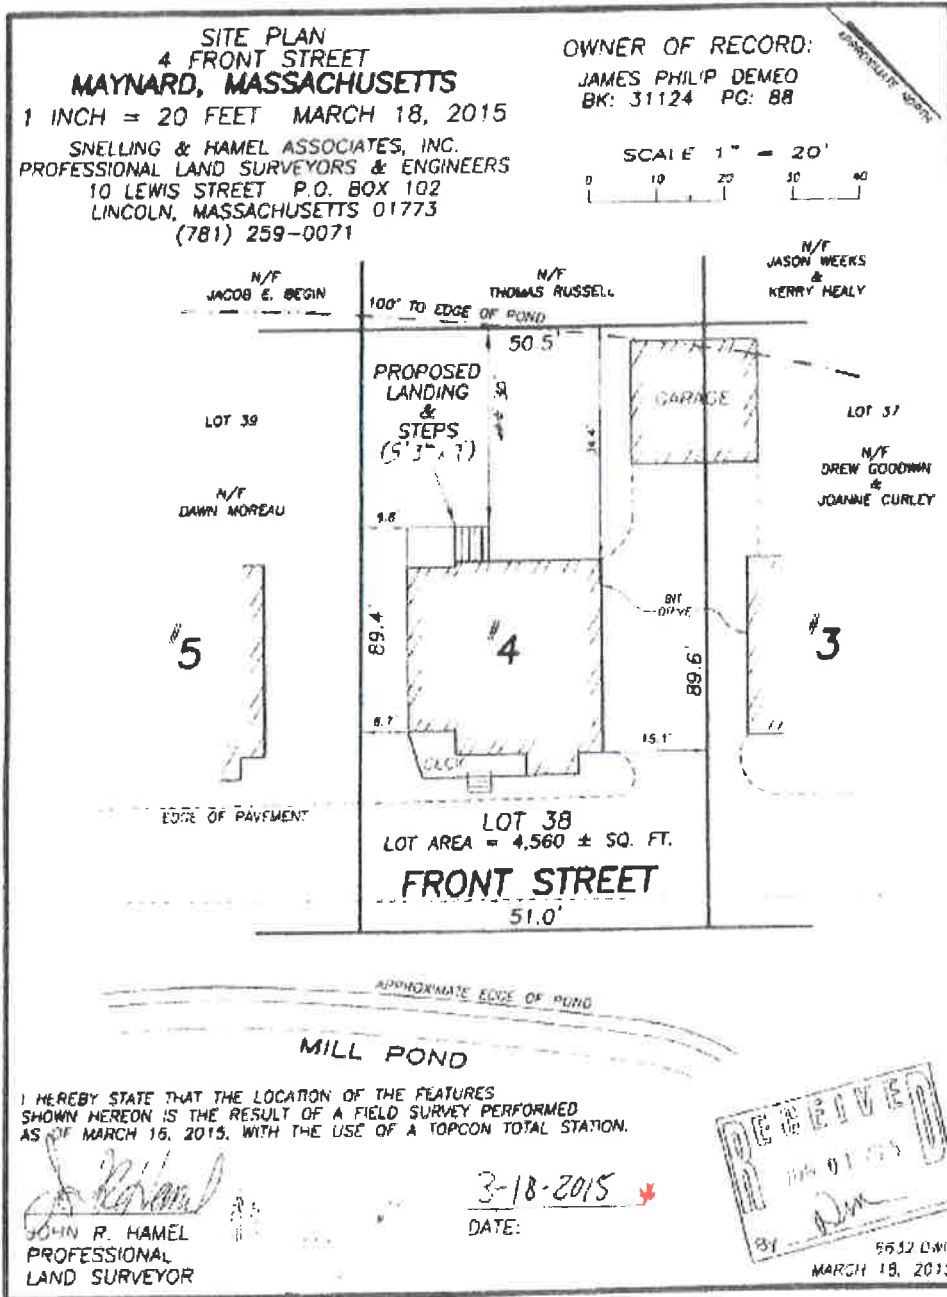 SITE PLAN
4 FRONT STREET
MAYNARD, MASSACHUSETTS
1 INCH = 20 FEET MARCH 18, 2015
SNELLING & HAMEL ASSOCIATES, INC.
PROFESSIONAL LAND SURVEYORS & ENGINEERS
10 LEWIS STREET P.O. BOX 102
LINCOLN, MASSACHUSETTS 01773
(781) 259-0071
OWNER OF RECORD:
JAMES PHILIP DEMEO
BK: 31124 PG: 88
APPROXIMATE NORTH
SCALE 1" = 20'
0 10 20 30 40
N/F
JACOB E. BEGIN
N/F
THOMAS RUSSELL
N/F
JASON WEEKS
&
KERRY HEALY
100' TO EDGE OF POND
50.5'
PROPOSED
LANDING
&
STEPS
GARAGE
LOT 39
LOT 37
N/F
DAWN MOREAU
N/F
DREW GOODWIN
&
JOANNE CURLEY
#5
89.4'
#4
BIT
DRIVE
89.6'
#3
15.1'
DECK
EDGE OF PAVEMENT
LOT 38
LOT AREA = 4,560 ± SQ. FT.
FRONT STREET
51.0'
APPROXIMATE EDGE OF POND
MILL POND
I HEREBY STATE THAT THE LOCATION OF THE FEATURES
SHOWN HEREON IS THE RESULT OF A FIELD SURVEY PERFORMED
AS OF MARCH 16, 2015, WITH THE USE OF A TOPCON TOTAL STATION.
JOHN R. HAMEL
PROFESSIONAL
LAND SURVEYOR
3-18-2015
DATE:
RECEIVED
BY
MARCH 18, 2015